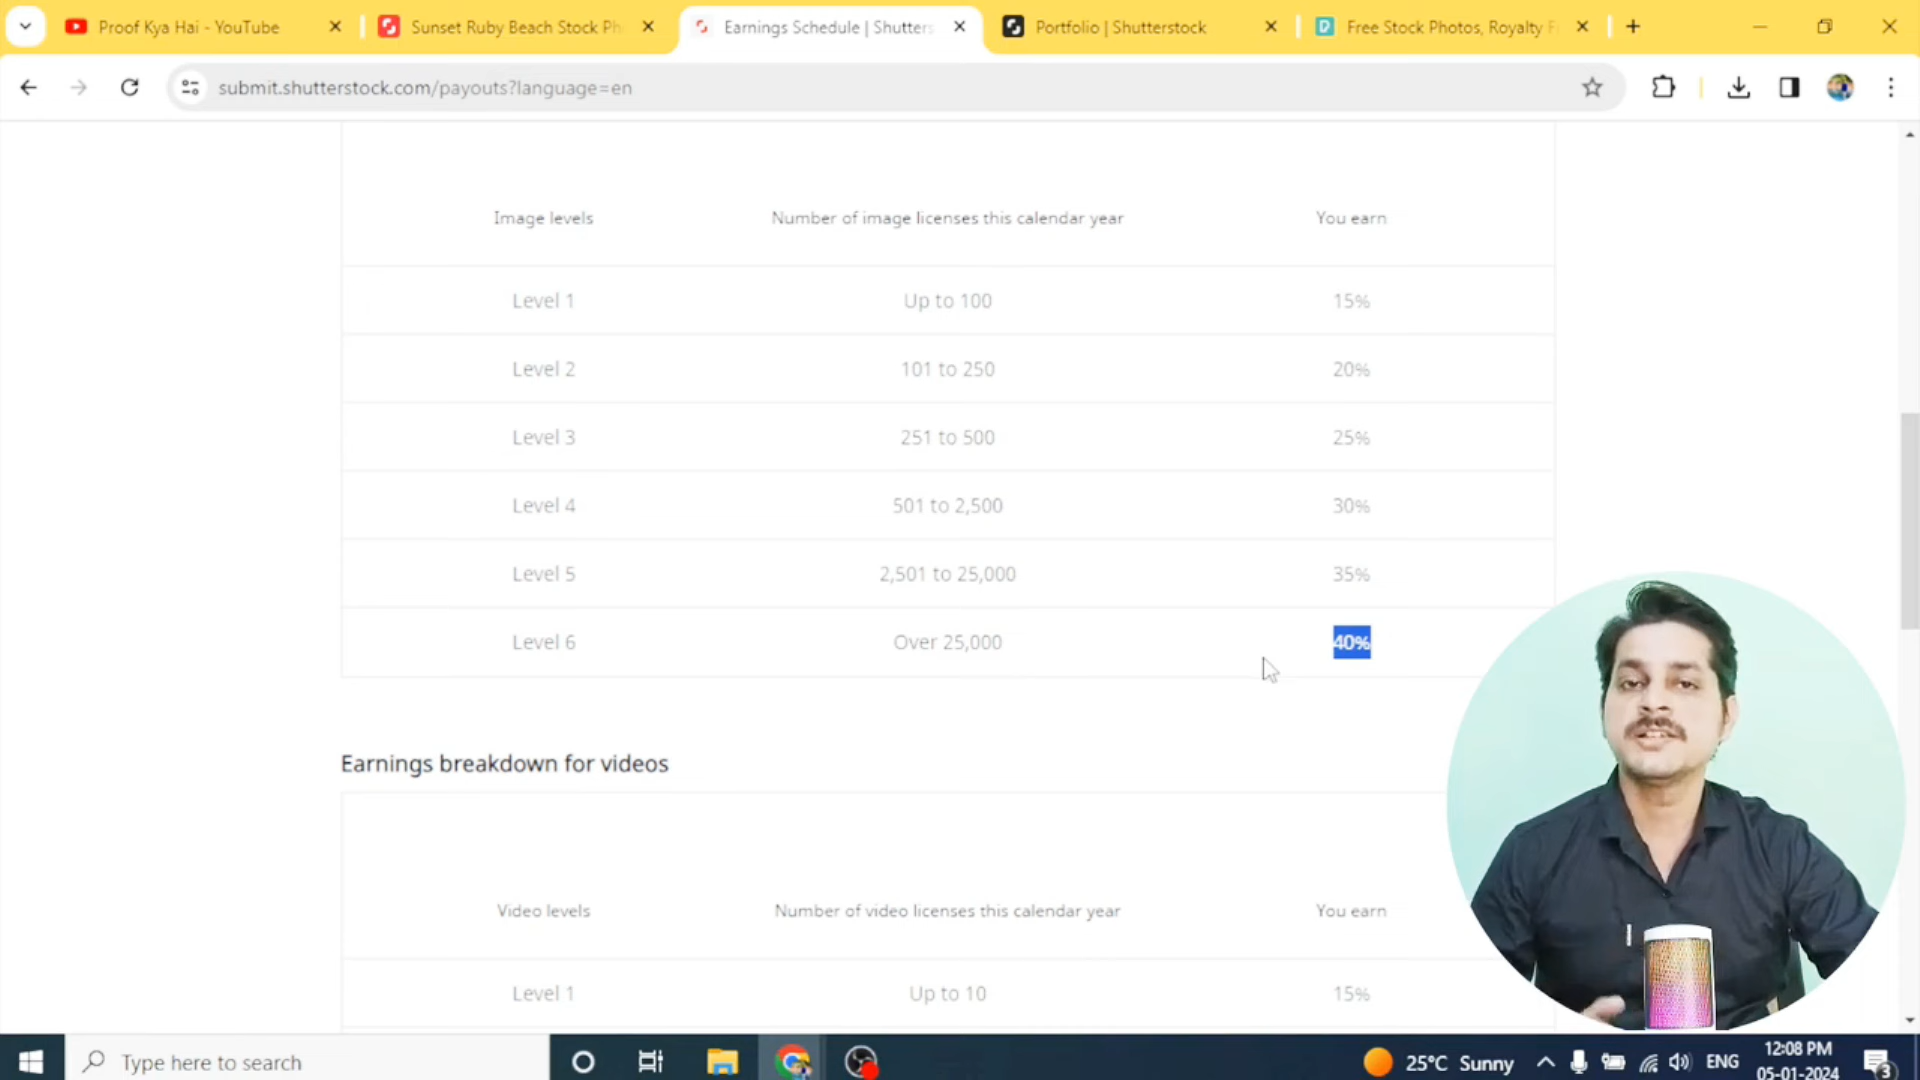 Proof Kya Hai - YouTube
Sunset Ruby Beach Stock Ph
Earnings Schedule | Shutters
Portfolio | Shutterstock
Free Stock Photos, Royalty F
submit.shutterstock.com/payouts?language=en
Image levels Number of image licenses this calendar year You earn
Level 1 Up to 100 15%
Level 2 101 to 250 20%
Level 3 251 to 500 25%
Level 4 501 to 2,500 30%
Level 5 2,501 to 25,000 35%
Level 6 Over 25,000 40%
Earnings breakdown for videos
Video levels Number of video licenses this calendar year You earn
Level 1 Up to 10 15%
Type here to search
25°C Sunny
ENG
12:08 PM
05-01-2024
3